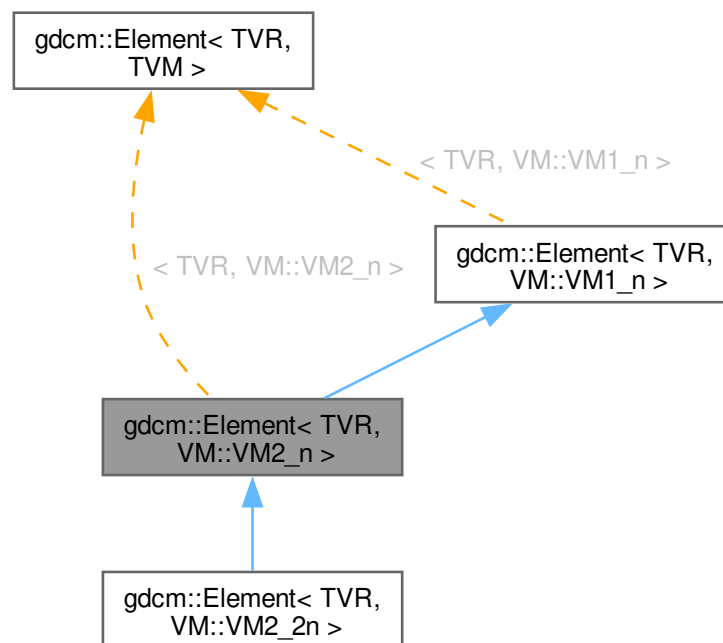 gdcm::Element< TVR,
TVM >
< TVR, VM::VM1_n >
gdcm::Element< TVR,
VM::VM1_n >
< TVR, VM::VM2_n >
gdcm::Element< TVR,
VM::VM2_n >
gdcm::Element< TVR,
VM::VM2_2n >